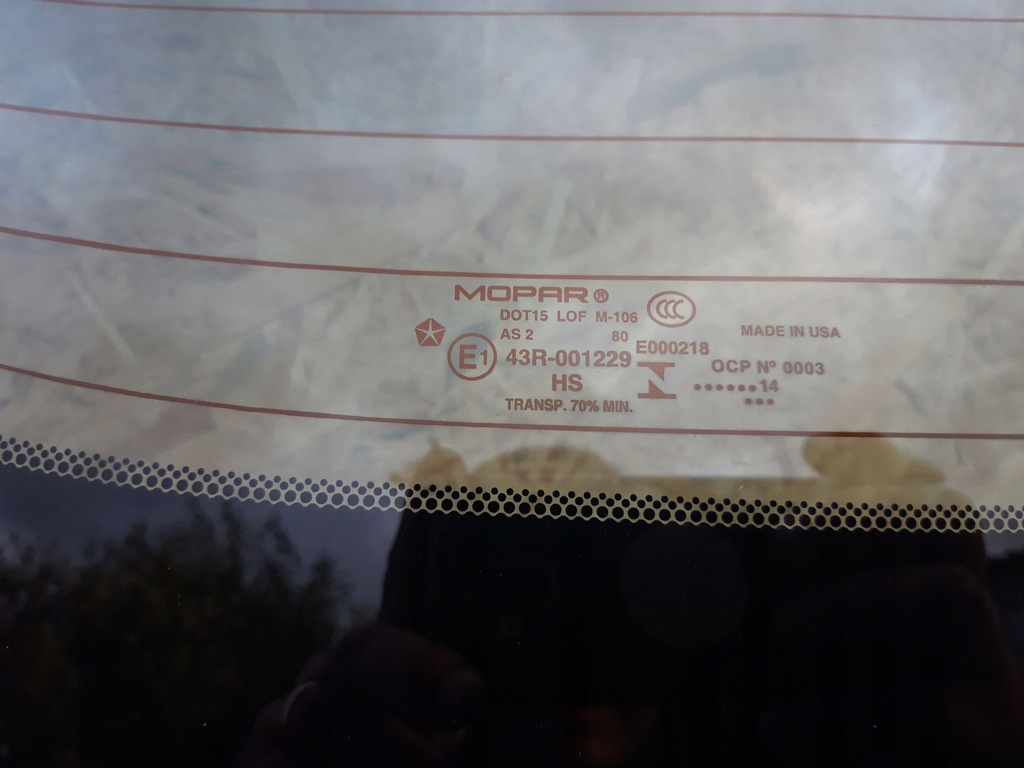 MOPAR®
CCC
DOT15 LOF M-106
AS 2 80
E1 43R-001229
HS
TRANSP. 70% MIN.
E000218
MADE IN USA
OCP Nº 0003
••••••14
•••